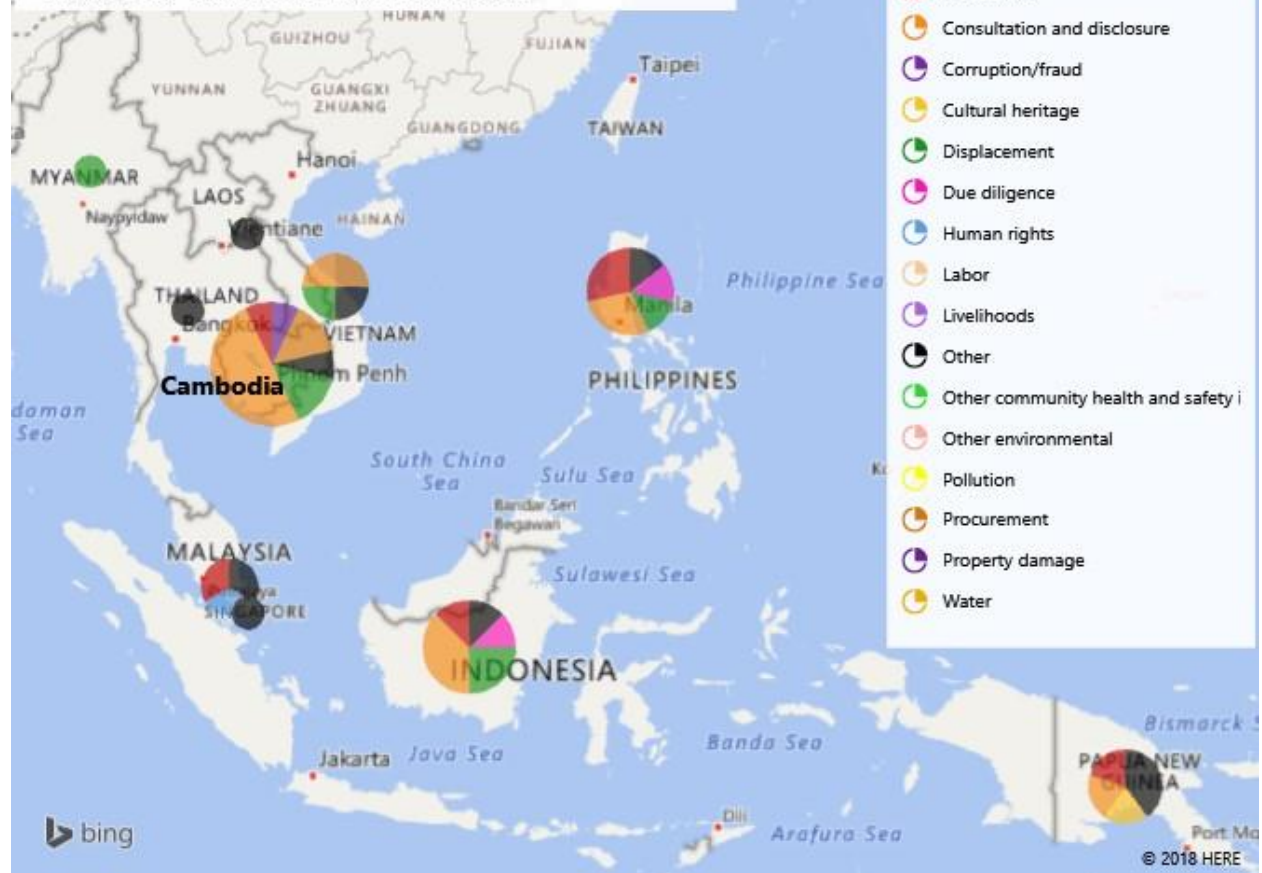 HUNAN
GUIZHOU
FUJIAN
Taipei
YUNNAN
GUANGXI
ZHUANG
GUANGDONG
TAIWAN
Hanoi
MYANMAR
LAOS
Naypyidaw
Vientiane
HAINAN
THAILAND
Bangkok
VIETNAM
Phnom Penh
Cambodia
Philippine Sea
Manila
PHILIPPINES
daman
Sea
South China
Sea
Sulu Sea
Bandar Seri
Begawan
MALAYSIA
SINGAPORE
Sulawesi Sea
INDONESIA
Jakarta
Java Sea
Banda Sea
Bismarck S
PAPUA NEW
GUINEA
Dili
Arafura Sea
Port Mo
bing
© 2018 HERE
Consultation and disclosure
Corruption/fraud
Cultural heritage
Displacement
Due diligence
Human rights
Labor
Livelihoods
Other
Other community health and safety i
Other environmental
Pollution
Procurement
Property damage
Water